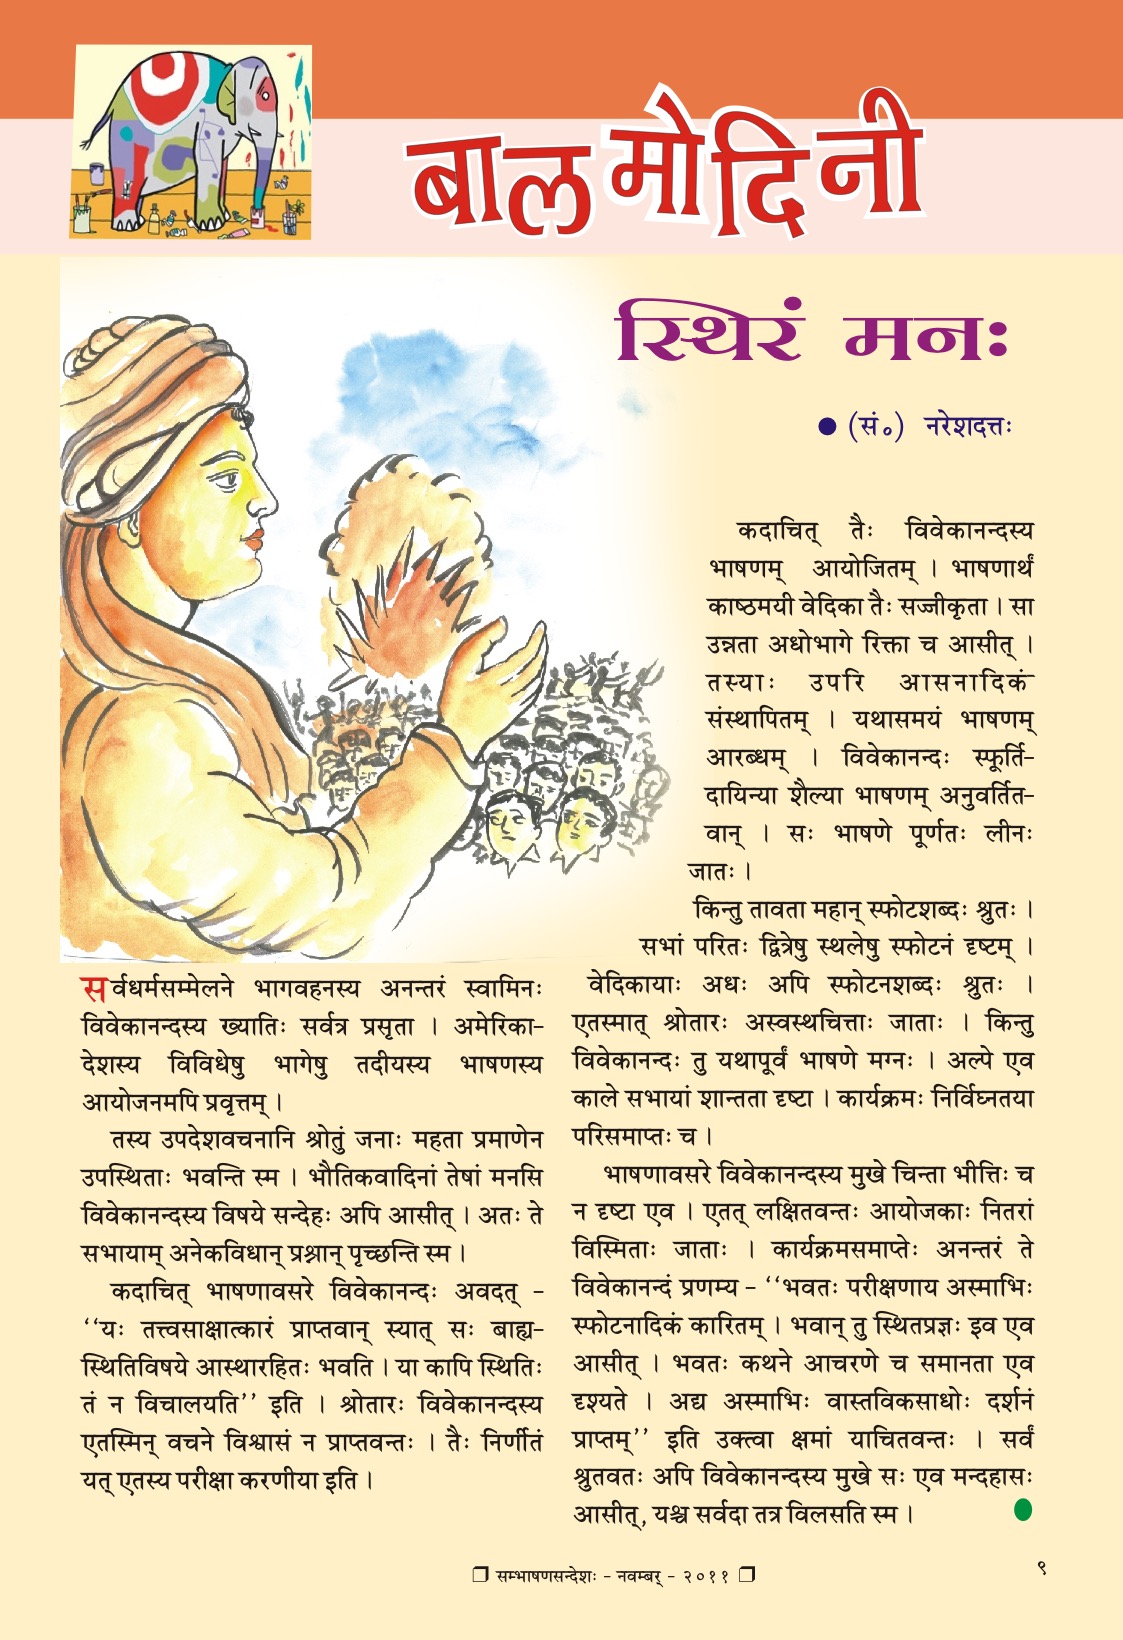 बालमोदिनी
स्थिरं मनः
● (सं॰) नरेशदत्तः
सर्वधर्मसम्मेलने भागवहनस्य अनन्तरं स्वामिनः
विवेकानन्दस्य ख्यातिः सर्वत्र प्रसृता । अमेरिका-
देशस्य विविधेषु भागेषु तदीयस्य भाषणस्य
आयोजनमपि प्रवृत्तम् ।
तस्य उपदेशवचनानि श्रोतुं जनाः महता प्रमाणेन
उपस्थिताः भवन्ति स्म । भौतिकवादिनां तेषां मनसि
विवेकानन्दस्य विषये सन्देहः अपि आसीत् । अतः ते
सभायाम् अनेकविधान् प्रश्नान् पृच्छन्ति स्म ।
कदाचित् भाषणावसरे विवेकानन्दः अवदत् -
‘‘यः तत्त्वसाक्षात्कारं प्राप्तवान् स्यात् सः बाह्य-
स्थितिविषये आस्थारहितः भवति । या कापि स्थितिः
तं न विचालयति’’ इति । श्रोतारः विवेकानन्दस्य
एतस्मिन् वचने विश्वासं न प्राप्तवन्तः । तैः निर्णीतं
यत् एतस्य परीक्षा करणीया इति ।
कदाचित् तैः विवेकानन्दस्य
भाषणम् आयोजितम् । भाषणार्थं
काष्ठमयी वेदिका तैः सज्जीकृता । सा
उन्नता अधोभागे रिक्ता च आसीत् ।
तस्याः उपरि आसनादिकं
संस्थापितम् । यथासमयं भाषणम्
आरब्धम् । विवेकानन्दः स्फूर्ति-
दायिन्या शैल्या भाषणम् अनुवर्तित-
वान् । सः भाषणे पूर्णतः लीनः
जातः ।
किन्तु तावता महान् स्फोटशब्दः श्रुतः ।
सभां परितः द्वित्रेषु स्थलेषु स्फोटनं दृष्टम् ।
वेदिकायाः अधः अपि स्फोटनशब्दः श्रुतः ।
एतस्मात् श्रोतारः अस्वस्थचित्ताः जाताः । किन्तु
विवेकानन्दः तु यथापूर्वं भाषणे मग्नः । अल्पे एव
काले सभायां शान्तता दृष्टा । कार्यक्रमः निर्विघ्नतया
परिसमाप्तः च ।
भाषणावसरे विवेकानन्दस्य मुखे चिन्ता भीत्तिः च
न दृष्टा एव । एतत् लक्षितवन्तः आयोजकाः नितरां
विस्मिताः जाताः । कार्यक्रमसमाप्तेः अनन्तरं ते
विवेकानन्दं प्रणम्य - ‘‘भवतः परीक्षणाय अस्माभिः
स्फोटनादिकं कारितम् । भवान् तु स्थितप्रज्ञः इव एव
आसीत् । भवतः कथने आचरणे च समानता एव
दृश्यते । अद्य अस्माभिः वास्तविकसाधोः दर्शनं
प्राप्तम्’’ इति उक्त्वा क्षमां याचितवन्तः । सर्वं
श्रुतवतः अपि विवेकानन्दस्य मुखे सः एव मन्दहासः
आसीत्, यश्च सर्वदा तत्र विलसति स्म ।
❐ सम्भाषणसन्देशः - नवम्बर् - २०११ ❐
९